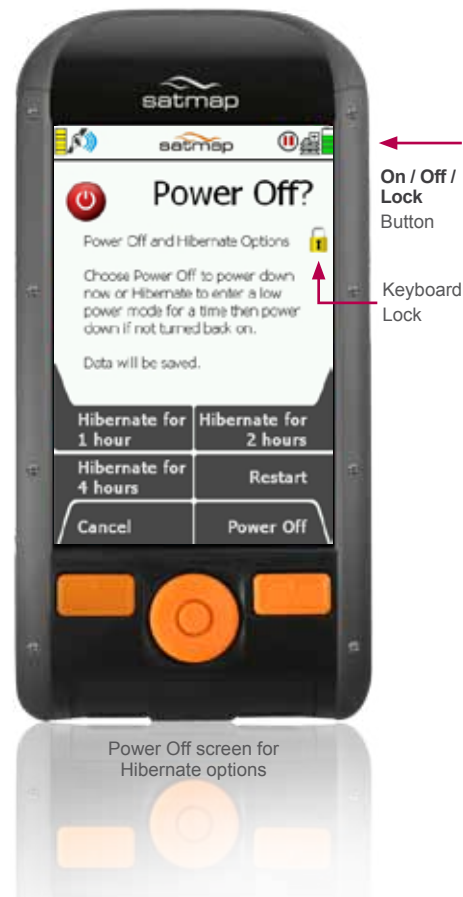 satmap
satmap
Power Off?
Power Off and Hibernate Options
Choose Power Off to power down
now or Hibernate to enter a low
power mode for a time then power
down if not turned back on.
Data will be saved.
Hibernate for
1 hour
Hibernate for
2 hours
Hibernate for
4 hours
Restart
Cancel
Power Off
On / Off /
Lock
Button
Keyboard
Lock
Power Off screen for
Hibernate options